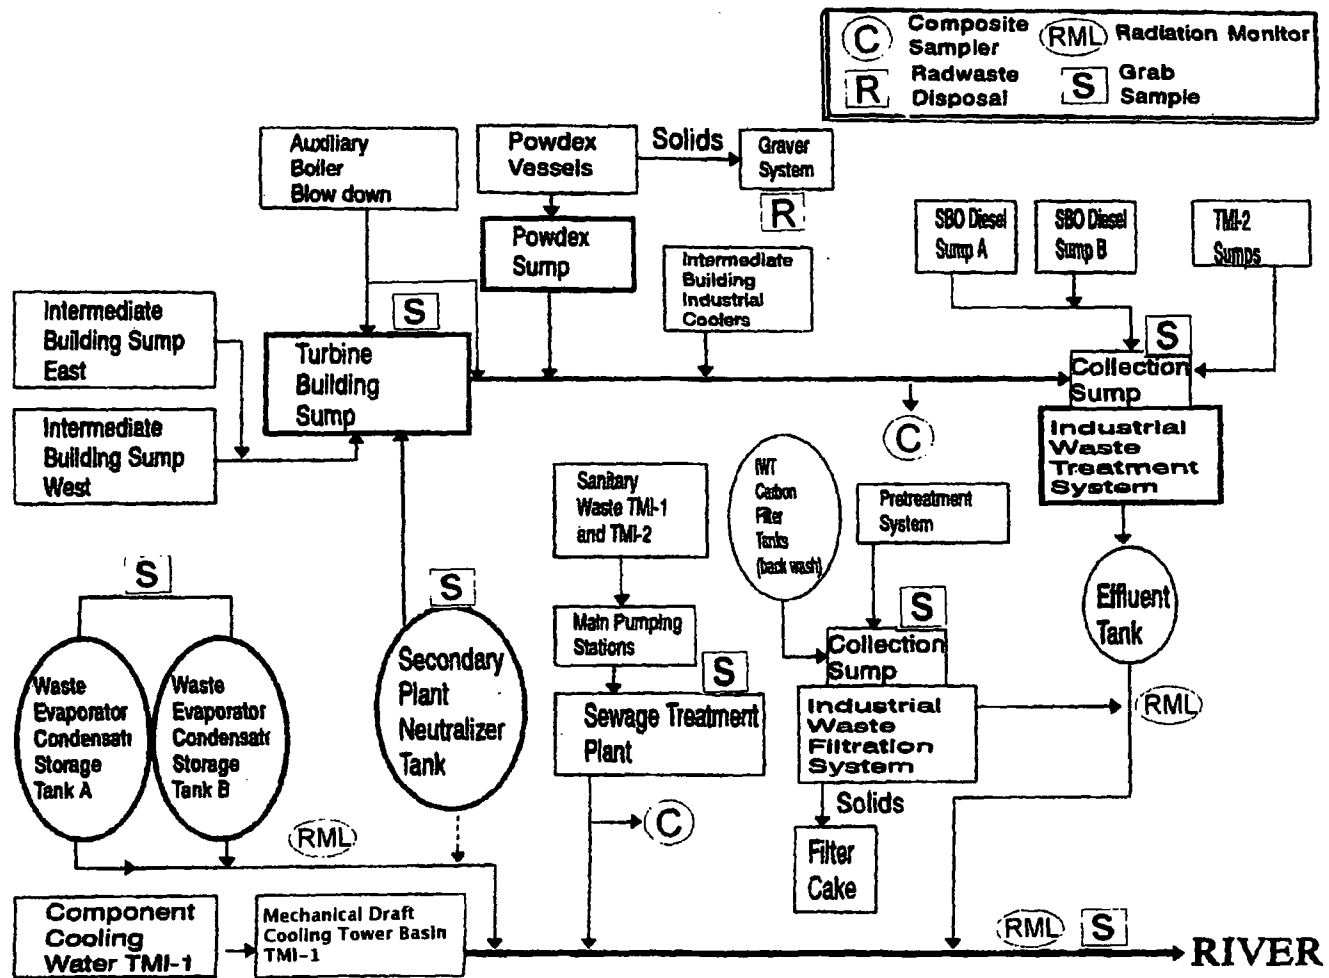 C
Composite
Sampler
RML
Radiation Monitor
R
Radwaste
Disposal
S
Grab
Sample
Auxiliary
Boiler
Blow down
Powdex
Vessels
Solids
Graver
System
R
Powdex
Sump
Intermediate
Building
Industrial
Coolers
SBO Diesel
Sump A
SBO Diesel
Sump B
TMI-2
Sumps
Intermediate
Building Sump
East
S
Turbine
Building
Sump
S
Collection
Sump
Intermediate
Building Sump
West
C
Industrial
Waste
Treatment
System
Sanitary
Waste TMI-1
and TMI-2
IWT
Carbon
Filter
Tanks
(back wash)
Pretreatment
System
S
S
Effluent
Tank
Main Pumping
Stations
S
S
Collection
Sump
Waste
Evaporator
Condensate
Storage
Tank A
Waste
Evaporator
Condensate
Storage
Tank B
Secondary
Plant
Neutralizer
Tank
Sewage Treatment
Plant
Industrial
Waste
Filtration
System
RML
RML
C
Solids
Filter
Cake
Component
Cooling
Water TMI-1
Mechanical Draft
Cooling Tower Basin
TMI-1
RML
S
RIVER